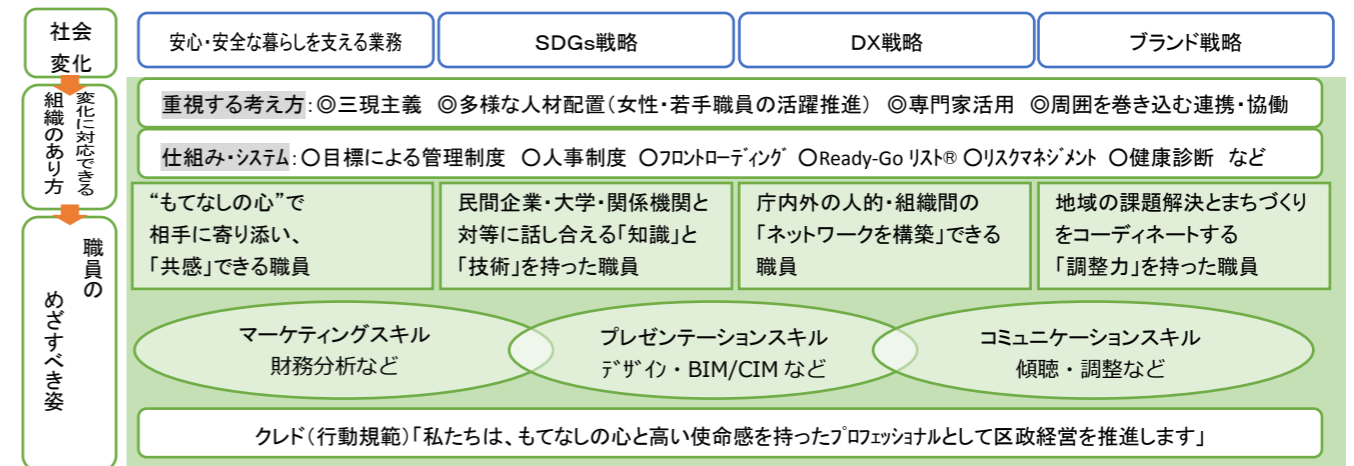 社会
変化
安心・安全な暮らしを支える業務
SDGs戦略
DX戦略
ブランド戦略
変化に対応できる
組織のあり方
重視する考え方:◎三現主義 ◎多様な人材配置(女性・若手職員の活躍推進) ◎専門家活用 ◎周囲を巻き込む連携・協働
仕組み・システム:○目標による管理制度 ○人事制度 ○ﾌﾛﾝﾄﾛｰﾃﾞｨﾝｸﾞ ○Ready-Go リスト® ○ﾘｽｸﾏﾈｼﾞﾒﾝﾄ ○健康診断 など
職員の
めざすべき姿
“もてなしの心”で
相手に寄り添い、
「共感」できる職員
民間企業・大学・関係機関と
対等に話し合える「知識」と
「技術」を持った職員
庁内外の人的・組織間の
「ネットワークを構築」できる
職員
地域の課題解決とまちづくり
をコーディネートする
「調整力」を持った職員
マーケティングスキル
財務分析など
プレゼンテーションスキル
ﾃﾞｻﾞｲﾝ・BIM/CIM など
コミュニケーションスキル
傾聴・調整など
クレド(行動規範)「私たちは、もてなしの心と高い使命感を持ったﾌﾟﾛﾌｪｯｼｮﾅﾙとして区政経営を推進します」